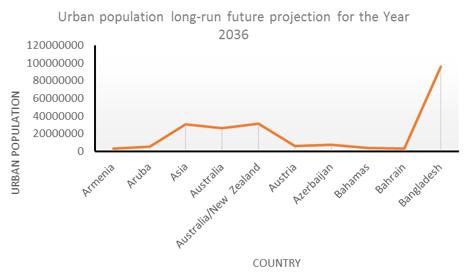 Urban population long-run future projection for the Year
2036
120000000
100000000
80000000
60000000
40000000
20000000
0
URBAN POPULATION
Armenia
Aruba
Asia
Australia
Australia/New Zealand
Austria
Azerbaijan
Bahamas
Bahrain
Bangladesh
COUNTRY